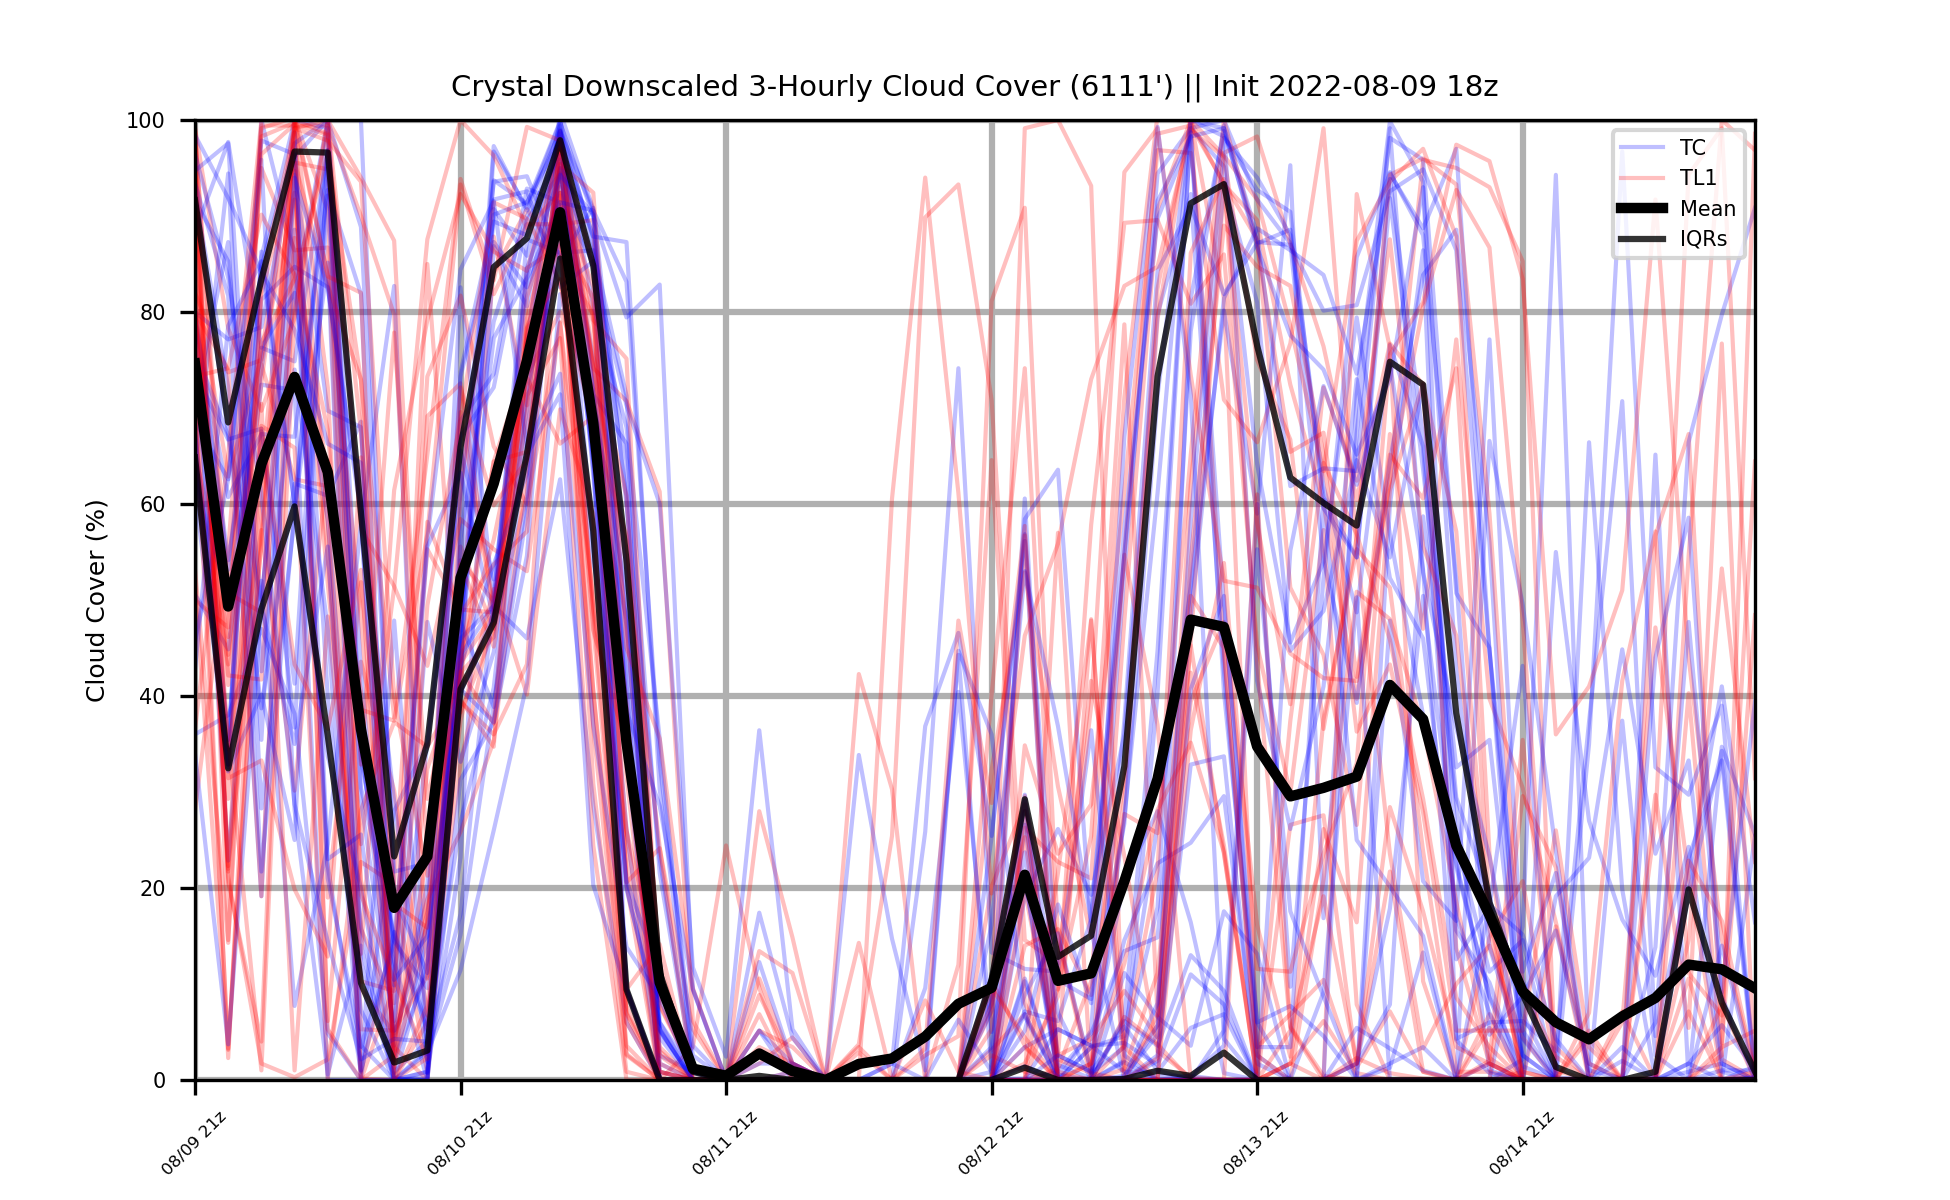 Crystal Downscaled 3-Hourly Cloud Cover (6111') || Init 2022-08-09 18z
100
80
60
40
20
0
Cloud Cover (%)
TC
TL1
Mean
IQRs
08/09 21z
08/10 21z
08/11 21z
08/12 21z
08/13 21z
08/14 21z